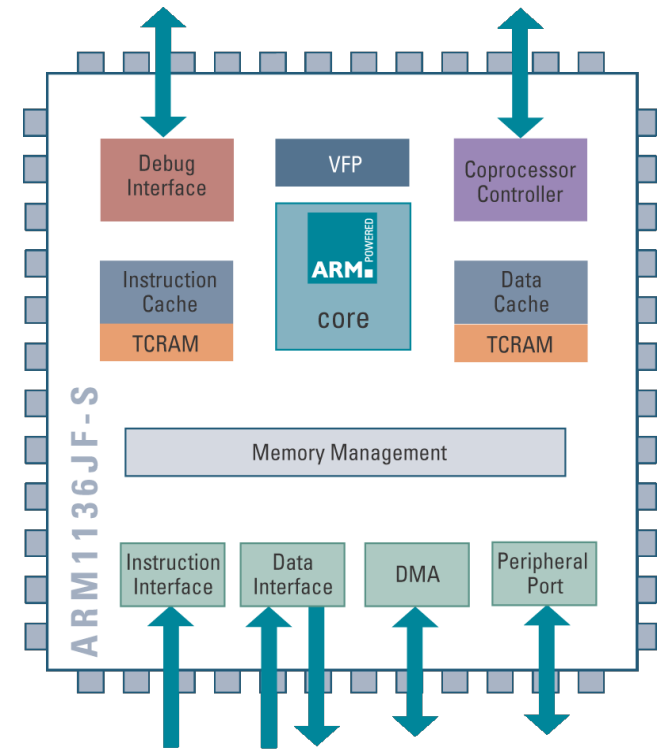 Debug
Interface
VFP
Coprocessor
Controller
ARM
POWERED
core
Instruction
Cache
TCRAM
Data
Cache
TCRAM
ARM1136JF-S
Memory Management
Instruction
Interface
Data
Interface
DMA
Peripheral
Port